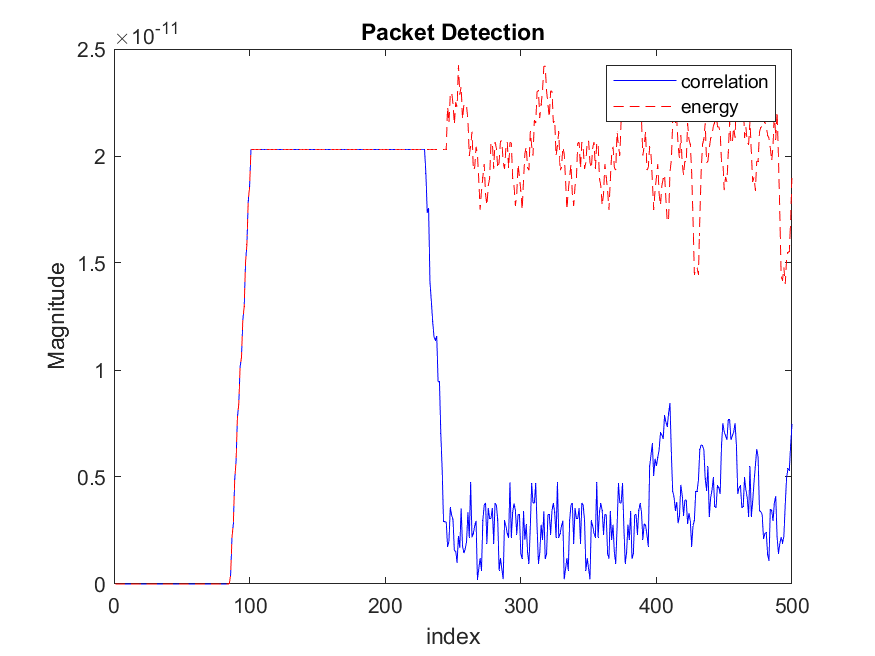 Packet Detection
×10^-11
2.5
2
1.5
1
0.5
0
Magnitude
correlation
energy
0 100 200 300 400 500
index